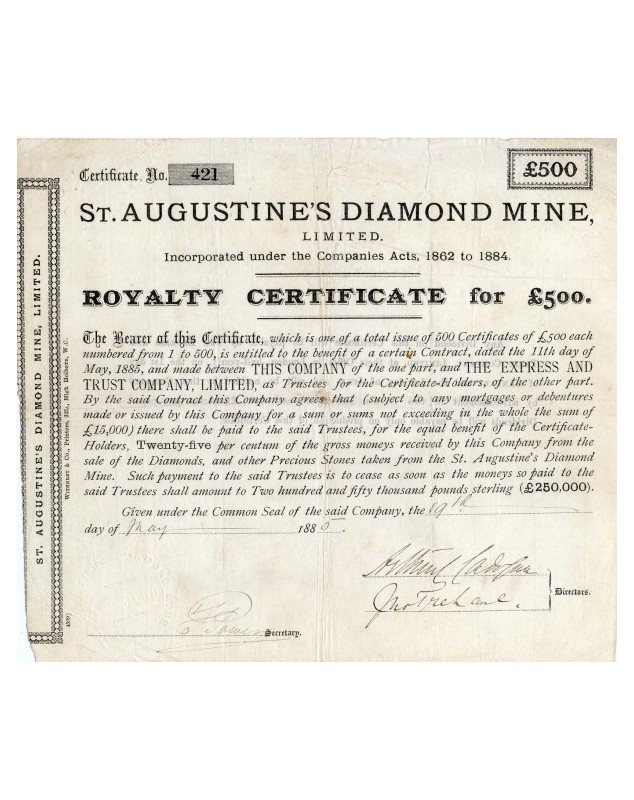 Certificate. No. 421
£500
ST. AUGUSTINE'S DIAMOND MINE,
LIMITED.
Incorporated under the Companies Acts, 1862 to 1884.
ROYALTY CERTIFICATE for £500.
The Bearer of this Certificate, which is one of a total issue of 500 Certificates of £500 each
numbered from 1 to 500, is entitled to the benefit of a certain Contract, dated the 11th day of
May, 1885, and made between THIS COMPANY of the one part, and THE EXPRESS AND
TRUST COMPANY, LIMITED, as Trustees for the Certificate-Holders, of the other part.
By the said Contract this Company agrees that (subject to any mortgages or debentures
made or issued by this Company for a sum or sums not exceeding in the whole the sum of
£15,000) there shall be paid to the said Trustees, for the equal benefit of the Certificate-
Holders, Twenty-five per centum of the gross moneys received by this Company from the
sale of the Diamonds, and other Precious Stones taken from the St. Augustine's Diamond
Mine. Such payment to the said Trustees is to cease as soon as the moneys so paid to the
said Trustees shall amount to Two hundred and fifty thousand pounds sterling (£250,000).
Given under the Common Seal of the said Company, the 19th
day of May 1885.
Arthur Cadogan
Jno Trehane.
Directors.
Secretary.
ST. AUGUSTINE'S DIAMOND MINE, LIMITED.